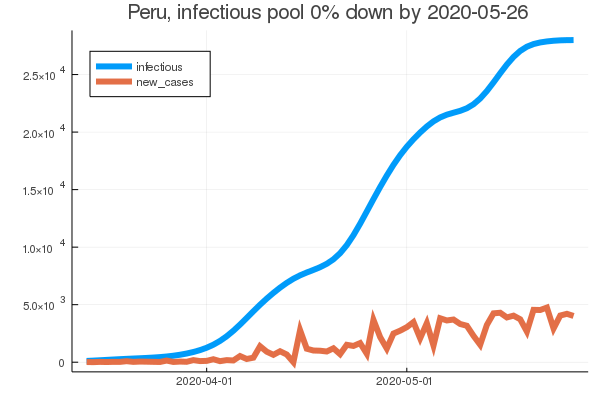 Peru, infectious pool 0% down by 2020-05-26
infectious
new_cases
2.5×10⁴
2.0×10⁴
1.5×10⁴
1.0×10⁴
5.0×10³
0
2020-04-01 2020-05-01